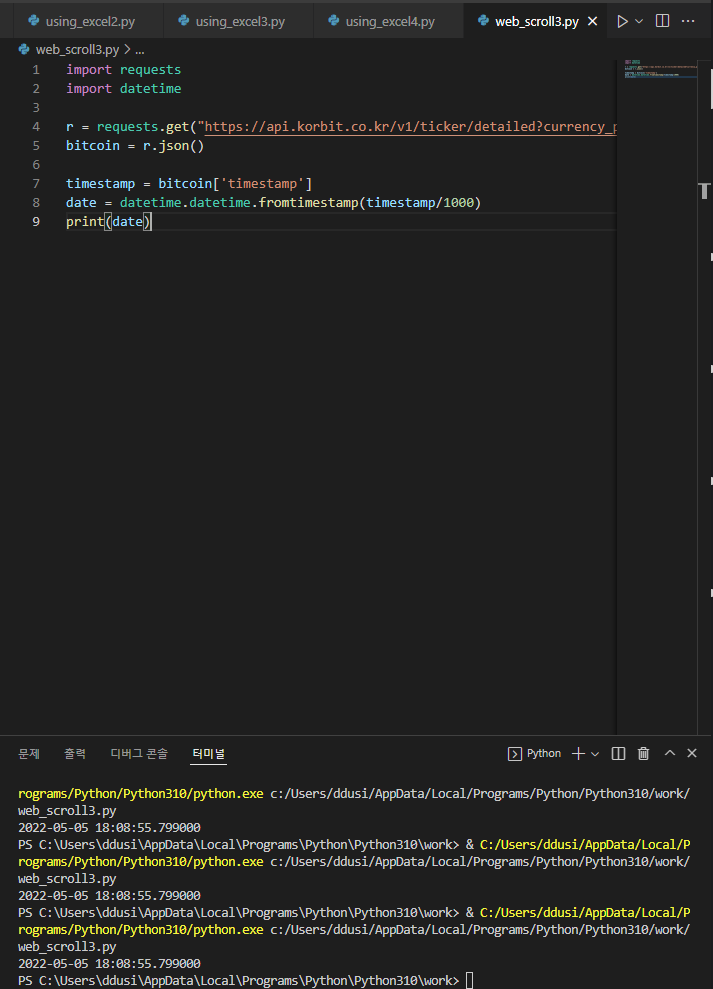 using_excel2.py using_excel3.py using_excel4.py web_scroll3.py
web_scroll3.py > ...
1 import requests
2 import datetime
3
4 r = requests.get("https://api.korbit.co.kr/v1/ticker/detailed?currency_p
5 bitcoin = r.json()
6
7 timestamp = bitcoin['timestamp']
8 date = datetime.datetime.fromtimestamp(timestamp/1000)
9 print(date)
문제 출력 디버그 콘솔 터미널 Python
rograms/Python/Python310/python.exe c:/Users/ddusi/AppData/Local/Programs/Python/Python310/work/
web_scroll3.py
2022-05-05 18:08:55.799000
PS C:\Users\ddusi\AppData\Local\Programs\Python\Python310\work> & C:/Users/ddusi/AppData/Local/P
rograms/Python/Python310/python.exe c:/Users/ddusi/AppData/Local/Programs/Python/Python310/work/
web_scroll3.py
2022-05-05 18:08:55.799000
PS C:\Users\ddusi\AppData\Local\Programs\Python\Python310\work> & C:/Users/ddusi/AppData/Local/P
rograms/Python/Python310/python.exe c:/Users/ddusi/AppData/Local/Programs/Python/Python310/work/
web_scroll3.py
2022-05-05 18:08:55.799000
PS C:\Users\ddusi\AppData\Local\Programs\Python\Python310\work>